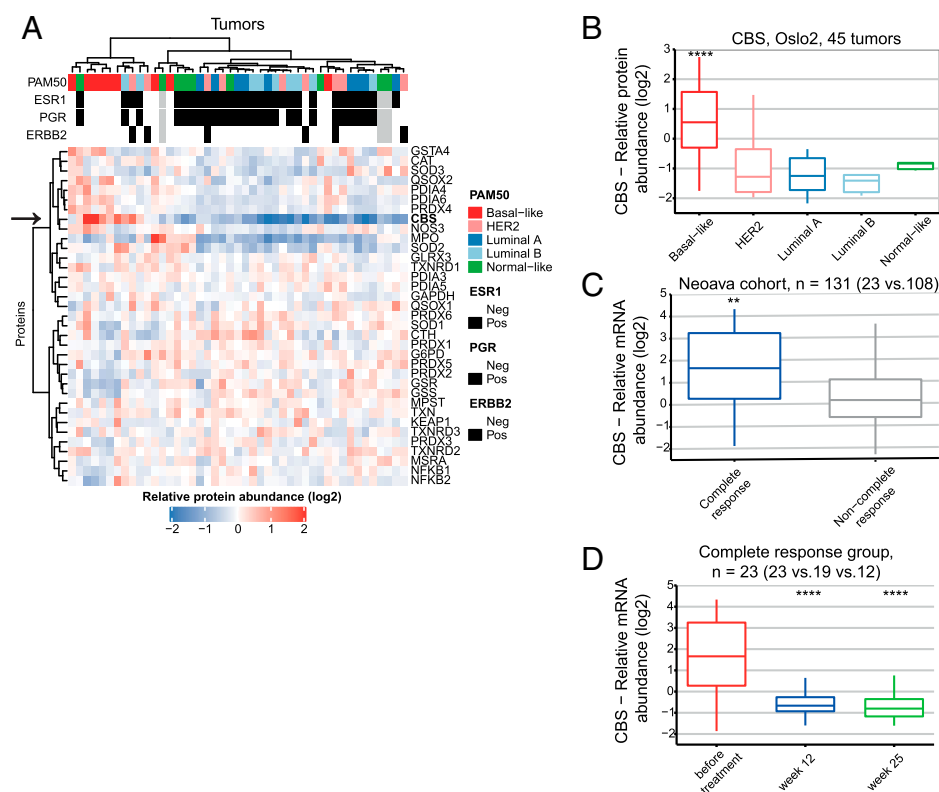 A
Tumors
PAM50
ESR1
PGR
ERBB2
Proteins
GSTA4
CAT
SOD3
QSOX2
PDIA4
PDIA6
PRDX4
CBS
NOS3
MPO
SOD2
GLRX3
TXNRD1
PDIA3
PDIA5
GAPDH
QSOX1
PRDX6
SOD1
CTH
PRDX1
G6PD
PRDX5
PRDX2
GSR
GSS
MPST
TXN
KEAP1
TXNRD3
PRDX3
TXNRD2
MSRA
NFKB1
NFKB2
PAM50
Basal-like
HER2
Luminal A
Luminal B
Normal-like
ESR1
Neg
Pos
PGR
Neg
Pos
ERBB2
Neg
Pos
Relative protein abundance (log2)
−2 −1 0 1 2
B
CBS, Oslo2, 45 tumors
CBS − Relative protein
abundance (log2)
3
2
1
0
−1
−2
****
Basal-like
HER2
Luminal A
Luminal B
Normal-like
C
Neoava cohort, n = 131 (23 vs.108)
CBS − Relative mRNA
abundance (log2)
5
4
3
2
1
0
−1
−2
**
Complete
response
Non-complete
response
D
Complete response group,
n = 23 (23 vs.19 vs.12)
CBS − Relative mRNA
abundance (log2)
5
4
3
2
1
0
−1
−2
**** ****
before
treatment
week 12
week 25